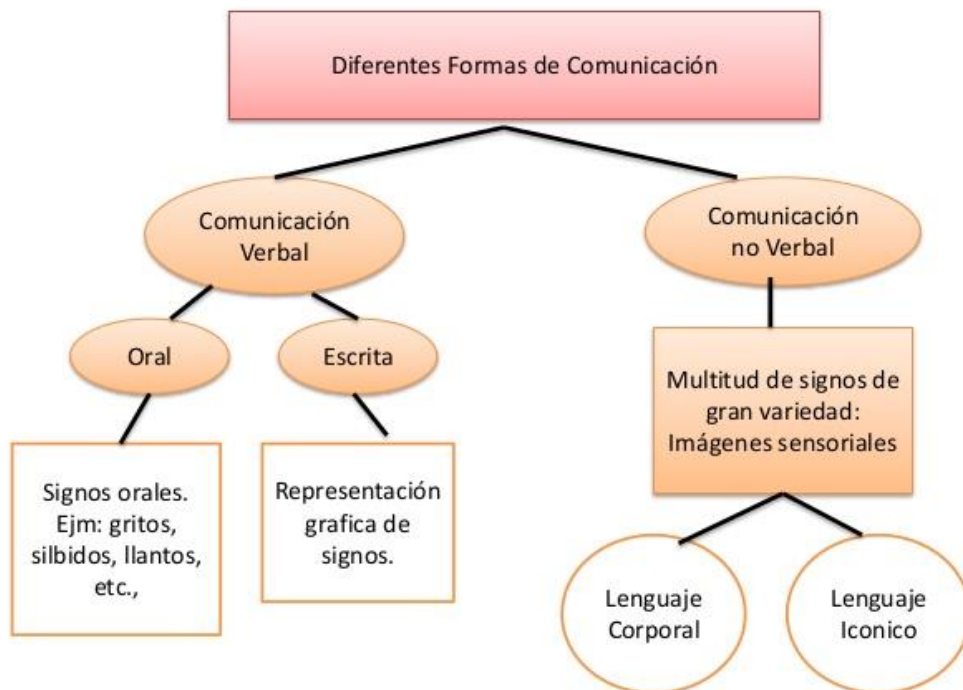 Diferentes Formas de Comunicación
Comunicación
Verbal
Comunicación
no Verbal
Oral
Escrita
Multitud de signos de
gran variedad:
Imágenes sensoriales
Signos orales.
Ejm: gritos,
silbidos, llantos,
etc.,
Representación
grafica de
signos.
Lenguaje
Corporal
Lenguaje
Iconico